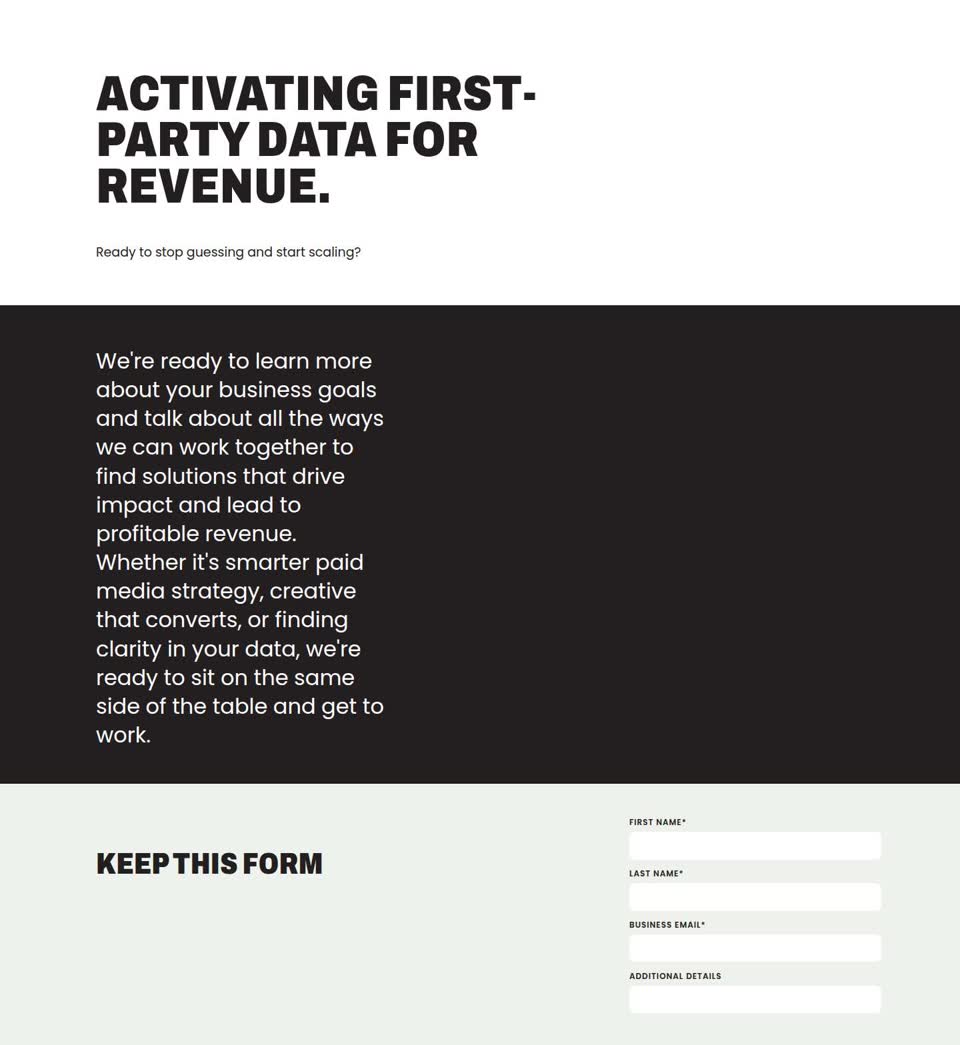 ACTIVATING FIRST-
PARTY DATA FOR
REVENUE.
Ready to stop guessing and start scaling?
We're ready to learn more
about your business goals
and talk about all the ways
we can work together to
find solutions that drive
impact and lead to
profitable revenue.
Whether it's smarter paid
media strategy, creative
that converts, or finding
clarity in your data, we're
ready to sit on the same
side of the table and get to
work.
KEEP THIS FORM
FIRST NAME*
LAST NAME*
BUSINESS EMAIL*
ADDITIONAL DETAILS